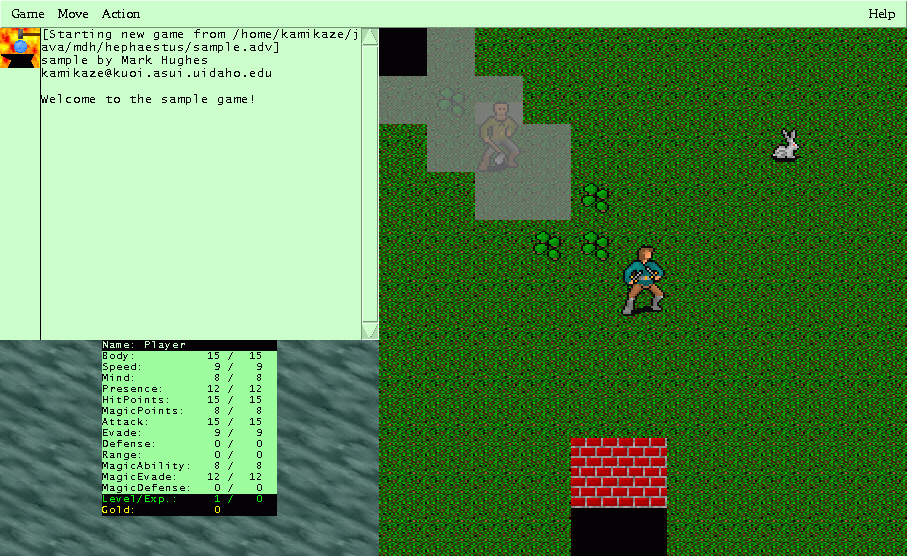 Game Move Action Help
[Starting new game from /home/kamikaze/j
ava/mdh/hephaestus/sample.adv]
sample by Mark Hughes
kamikaze@kuoi.asui.uidaho.edu
Welcome to the sample game!
Name: Player
Body: 15 / 15
Speed: 9 / 9
Mind: 8 / 8
Presence: 12 / 12
HitPoints: 15 / 15
MagicPoints: 8 / 8
Attack: 15 / 15
Evade: 9 / 9
Defense: 0 / 0
Range: 0 / 0
MagicAbility: 8 / 8
MagicEvade: 12 / 12
MagicDefense: 0 / 0
Level/Exp.: 1 / 0
Gold: 0